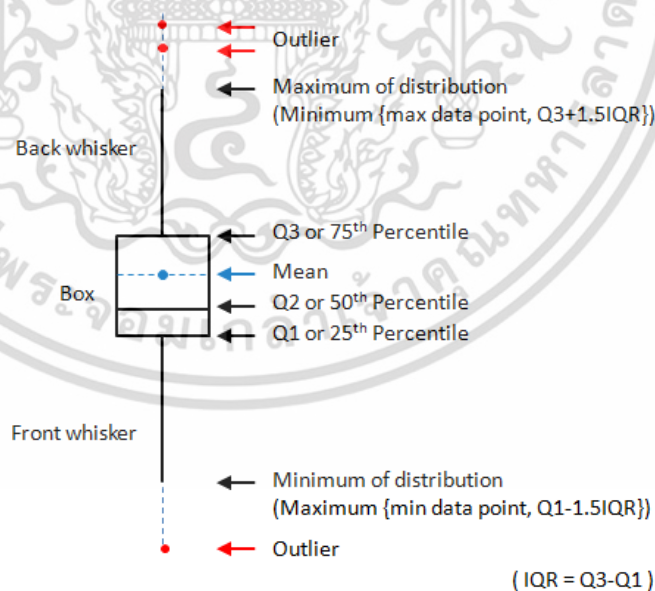 Outlier
Maximum of distribution
(Minimum {max data point, Q3+1.5IQR})
Back whisker
Q3 or 75th Percentile
Mean
Box
Q2 or 50th Percentile
Q1 or 25th Percentile
Front whisker
Minimum of distribution
(Maximum {min data point, Q1-1.5IQR})
Outlier
( IQR = Q3-Q1 )